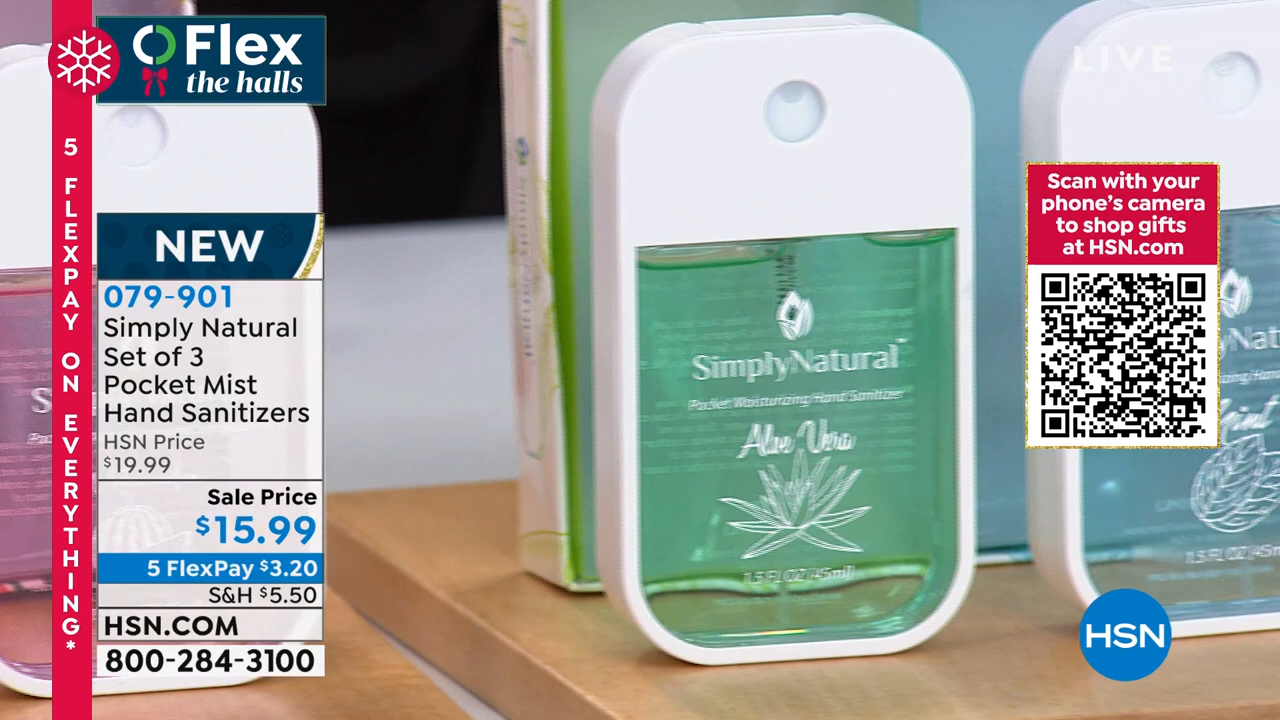 Flex
the halls
5 FLEXPAY ON EVERYTHING*
NEW
079-901
Simply Natural
Set of 3
Pocket Mist
Hand Sanitizers
HSN Price
$19.99
Sale Price
$15.99
5 FlexPay $3.20
S&H $5.50
HSN.COM
800-284-3100
SimplyNatural™
Pocket Moisturizing Hand Sanitizer
Aloe Vera
1.5 FL OZ (45ml)
LIVE
Scan with your
phone's camera
to shop gifts
at HSN.com
HSN